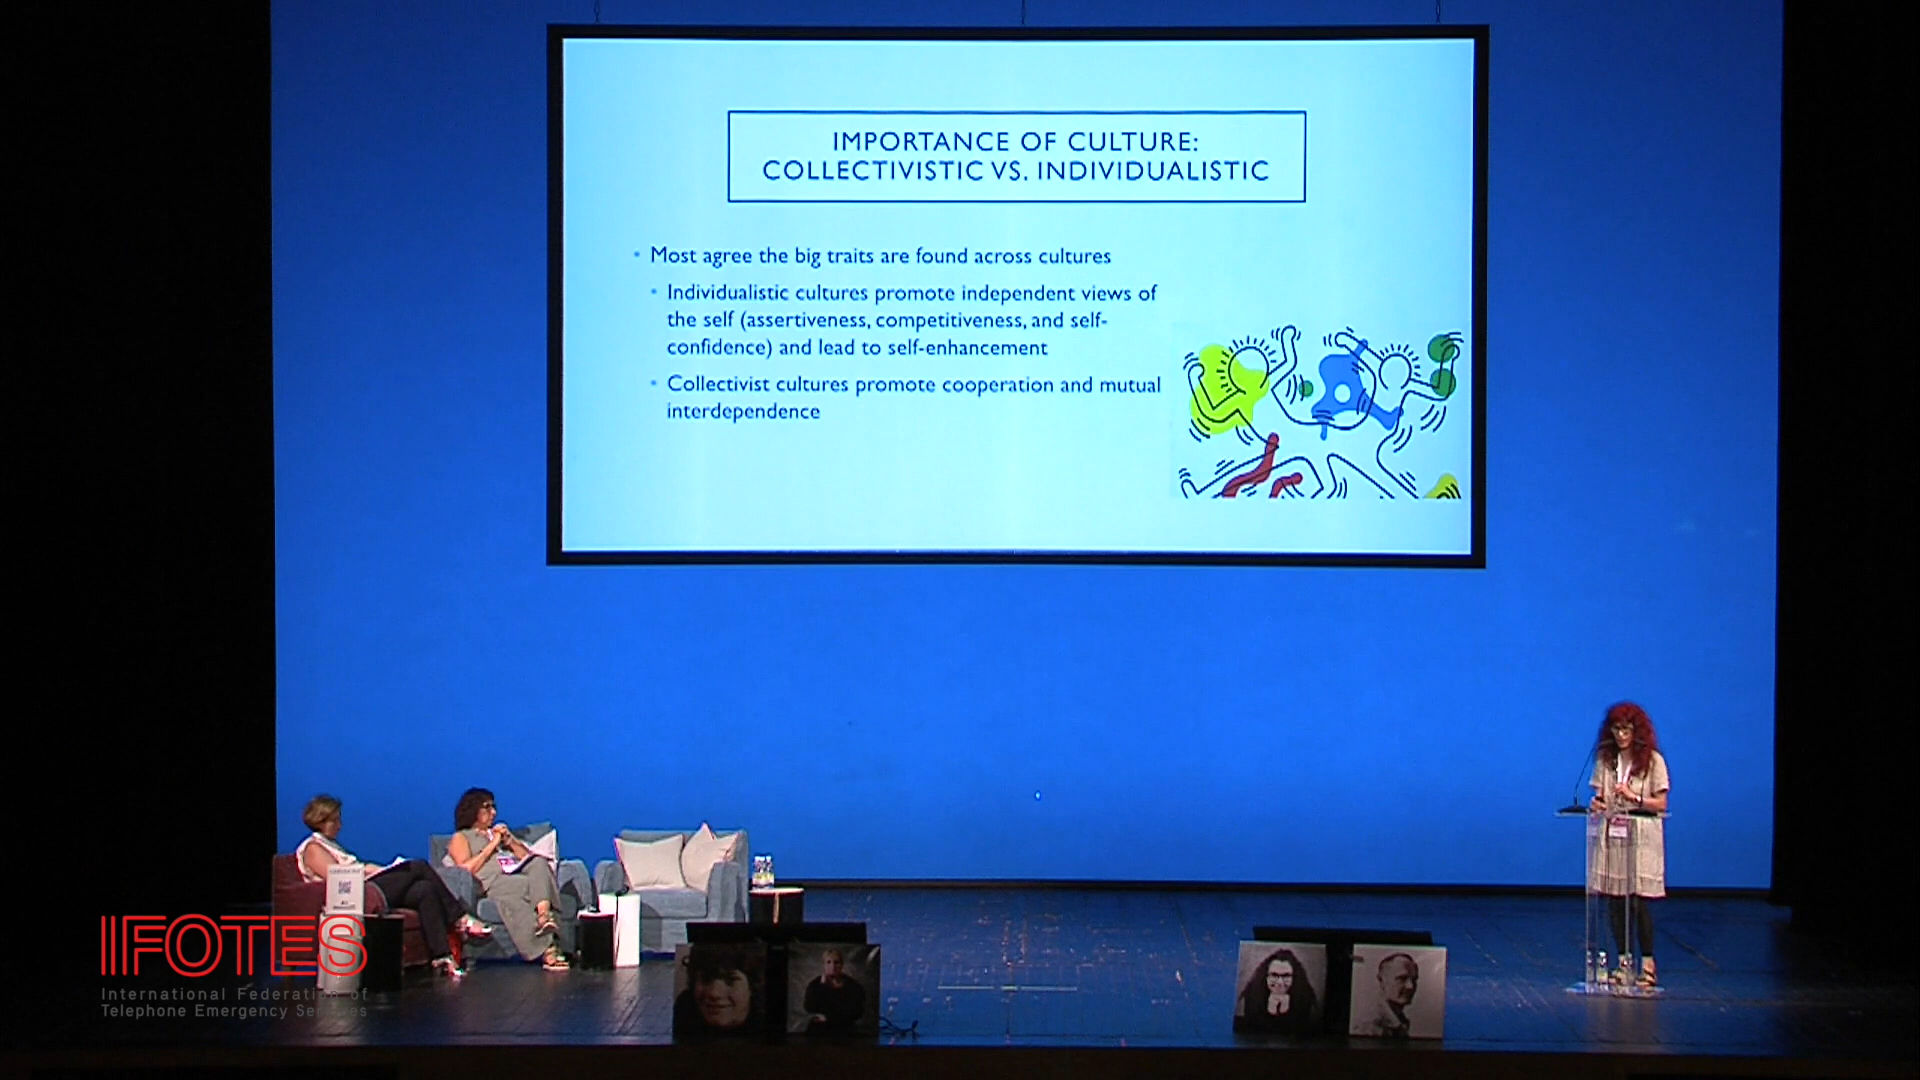 IMPORTANCE OF CULTURE:
COLLECTIVISTIC VS. INDIVIDUALISTIC
• Most agree the big traits are found across cultures
• Individualistic cultures promote independent views of
the self (assertiveness, competitiveness, and self-
confidence) and lead to self-enhancement
• Collectivist cultures promote cooperation and mutual
interdependence
IFOTES
International Federation of
Telephone Emergency Services